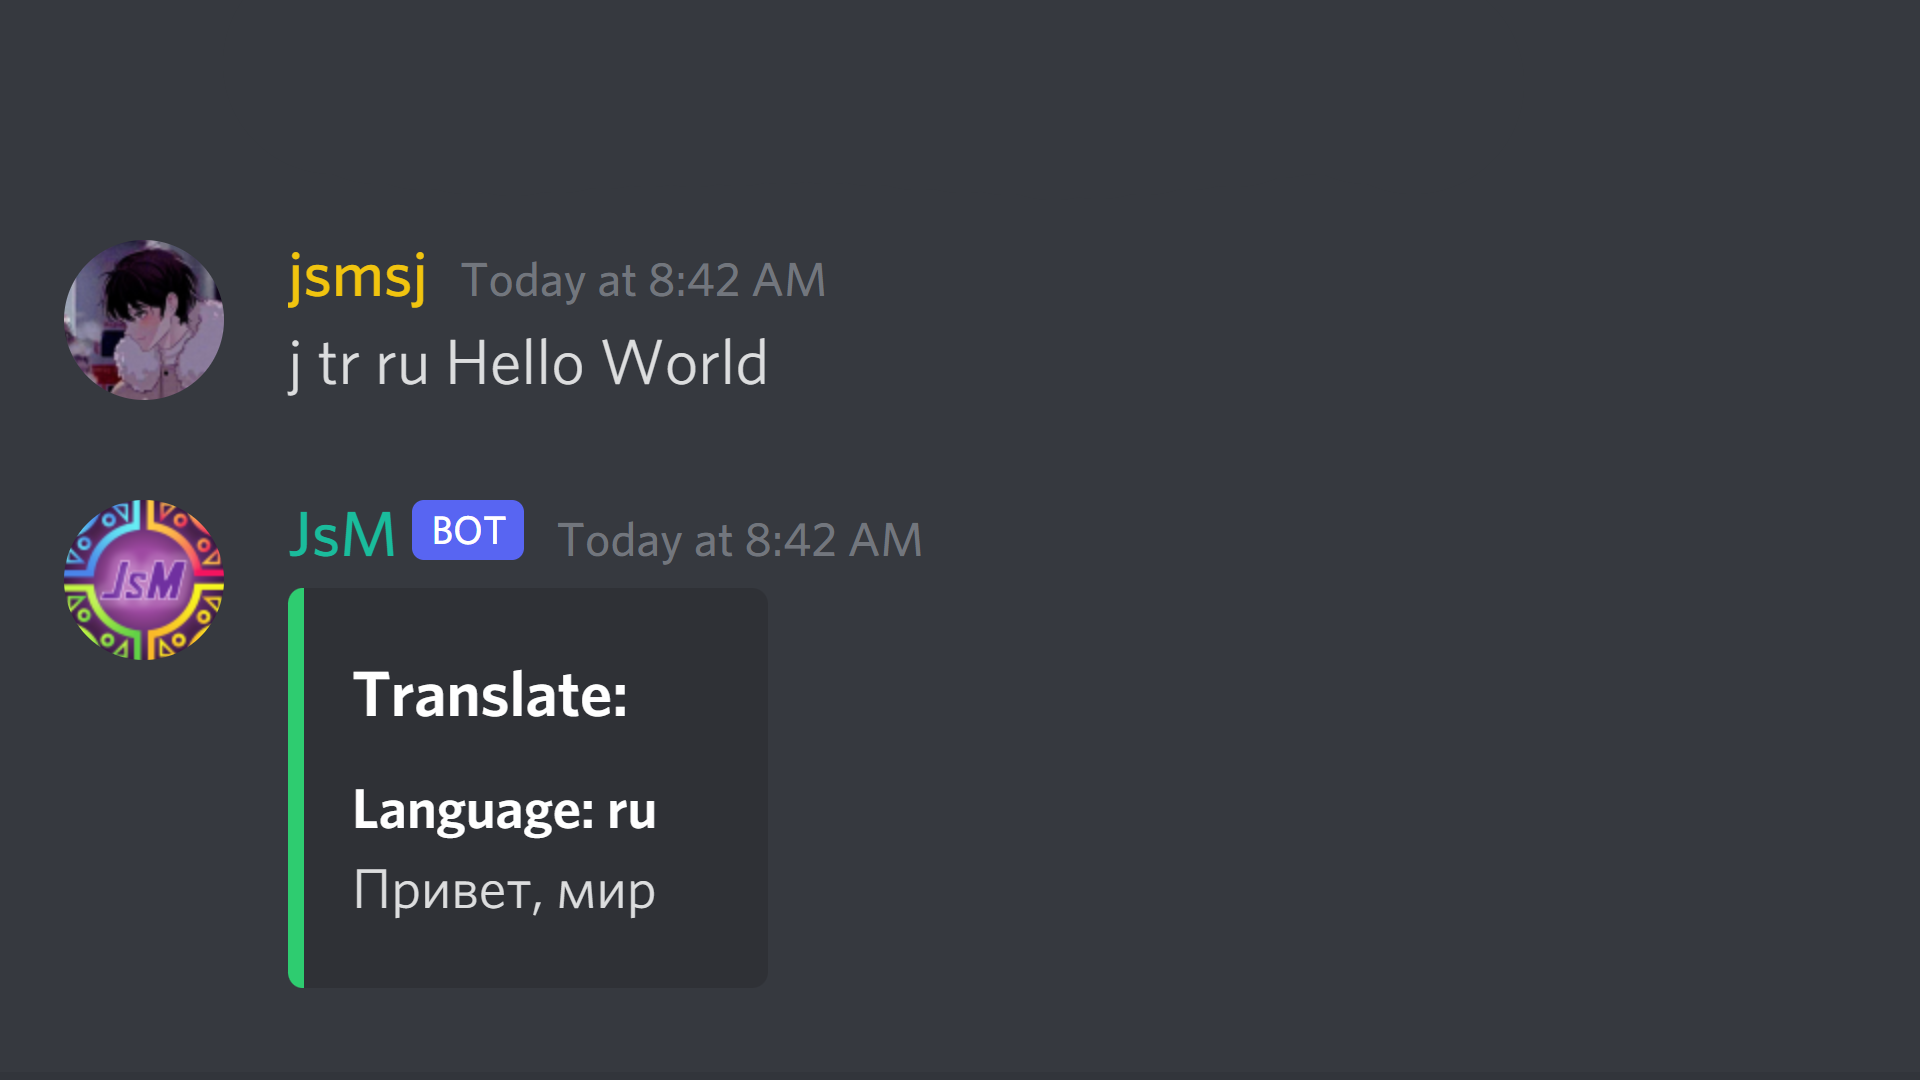 jsmsj Today at 8:42 AM
j tr ru Hello World
JsM BOT Today at 8:42 AM
JsM
Translate:
Language: ru
Привет, мир